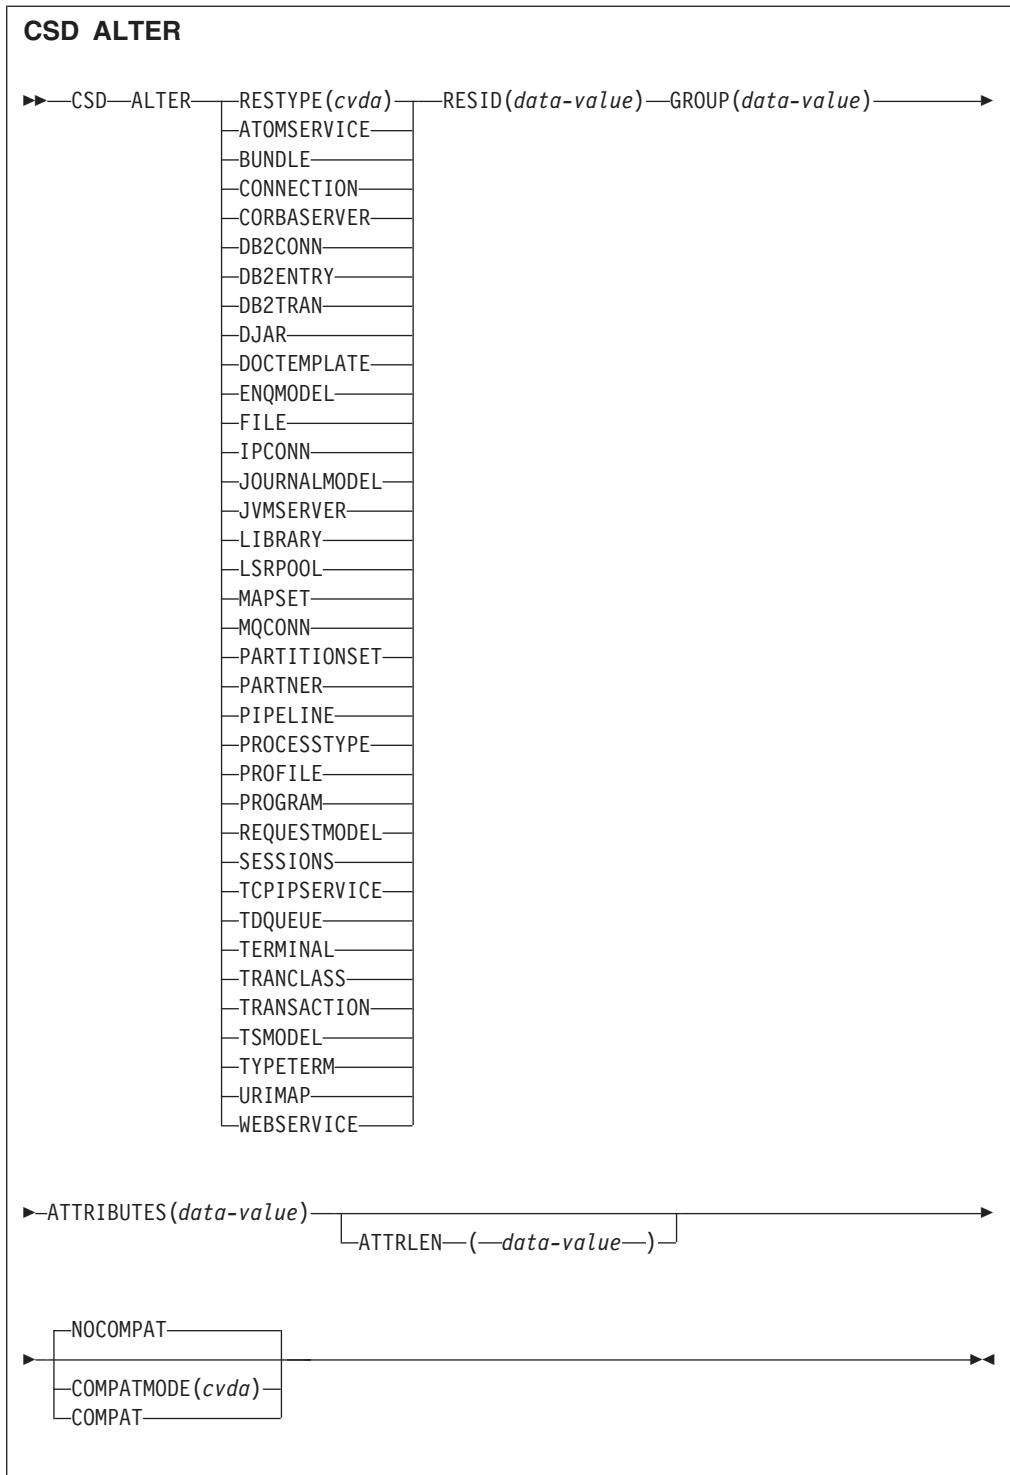 CSD ALTER
CSD ALTER RESTYPE(cvda) RESID(data-value) GROUP(data-value)
ATOMSERVICE
BUNDLE
CONNECTION
CORBASERVER
DB2CONN
DB2ENTRY
DB2TRAN
DJAR
DOCTEMPLATE
ENQMODEL
FILE
IPCONN
JOURNALMODEL
JVMSERVER
LIBRARY
LSRPOOL
MAPSET
MQCONN
PARTITIONSET
PARTNER
PIPELINE
PROCESSTYPE
PROFILE
PROGRAM
REQUESTMODEL
SESSIONS
TCPIPSERVICE
TDQUEUE
TERMINAL
TRANCLASS
TRANSACTION
TSMODEL
TYPETERM
URIMAP
WEBSERVICE
ATTRIBUTES(data-value)
ATTRLEN (data-value)
NOCOMPAT
COMPATMODE(cvda)
COMPAT